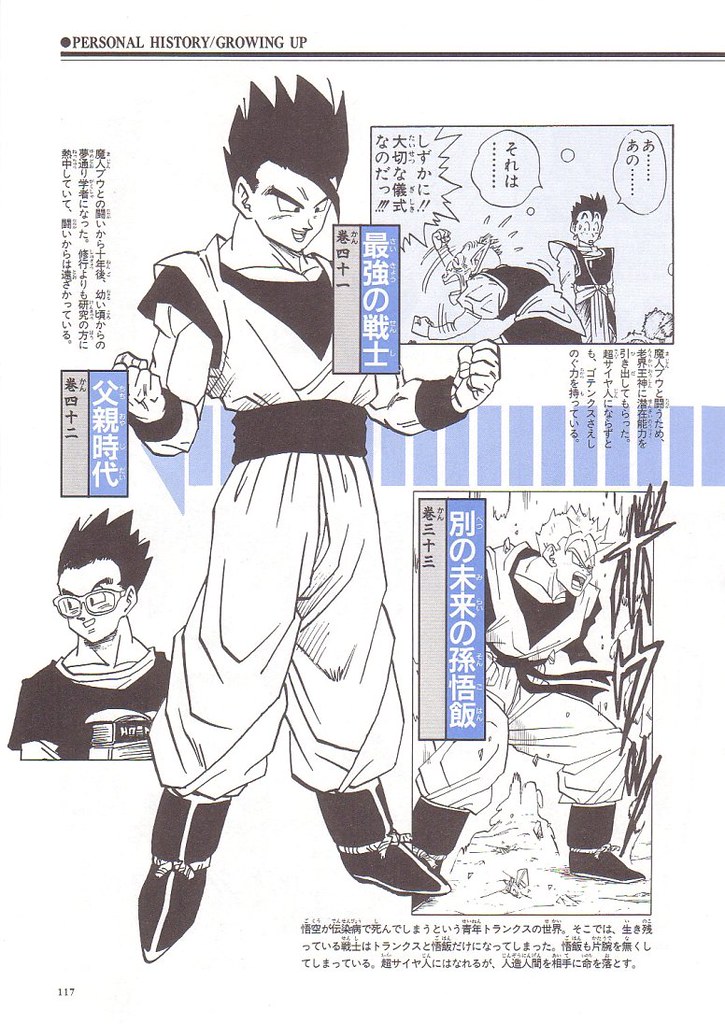 ●PERSONAL HISTORY/GROWING UP
あ……
あの……
それは
…………
しずかに!!
大切な儀式
なのだっ!!!
最強の戦士
巻四十一
魔人ブウと闘うため、
老界王神に潜在能力を
引き出してもらった。
超サイヤ人にならずと
も、ゴテンクスさえし
のぐ力を持っている。
魔人ブウとの闘いから十年後、幼い頃からの
夢通り学者になった。修行よりも研究の方に
熱中していて、闘いからは遠ざかっている。
父親時代
巻四十二
別の未来の孫悟飯
巻三十三
悟空が伝染病で死んでしまうという青年トランクスの世界。そこでは、生き残
っている戦士はトランクスと悟飯だけになってしまった。悟飯も片腕を無くし
てしまっている。超サイヤ人にはなれるが、人造人間を相手に命を落とす。
117